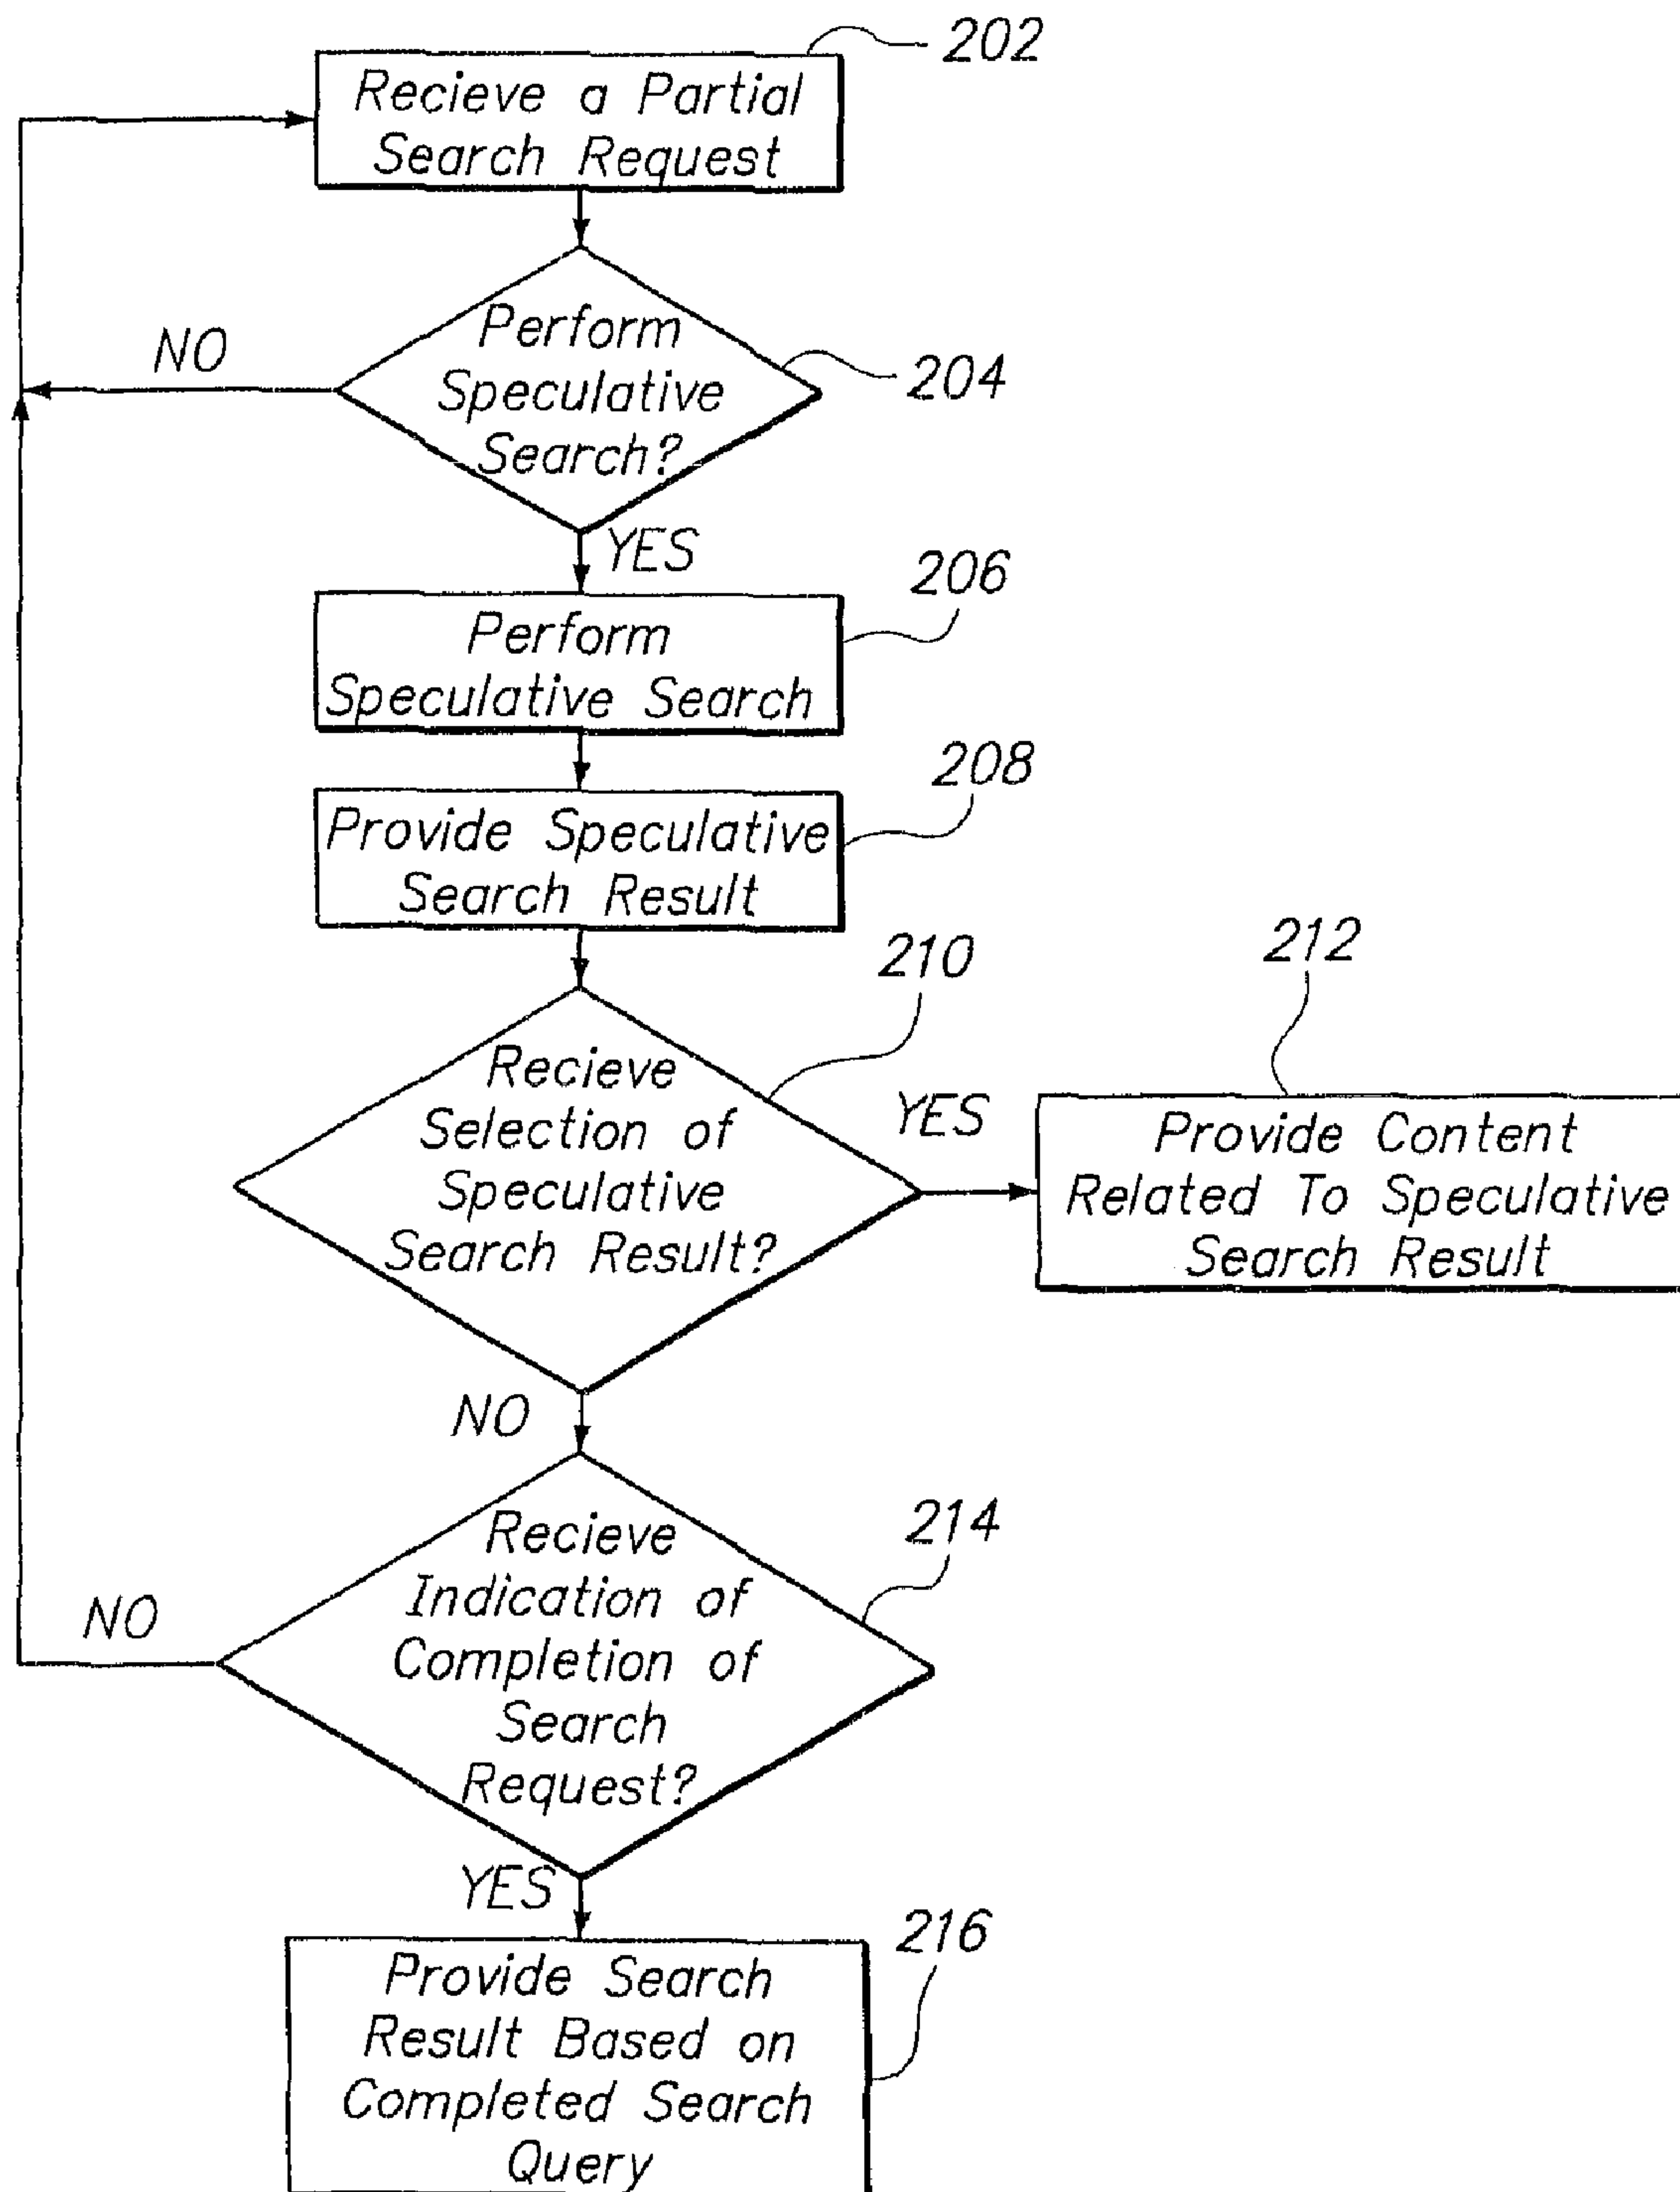 202
Recieve a Partial
Search Request
Perform
Speculative
Search?
204
NO
YES
206
Perform
Speculative Search
208
Provide Speculative
Search Result
210
Recieve
Selection of
Speculative
Search Result?
YES
212
Provide Content
Related To Speculative
Search Result
NO
214
Recieve
Indication of
Completion of
Search
Request?
NO
YES
216
Provide Search
Result Based on
Completed Search
Query